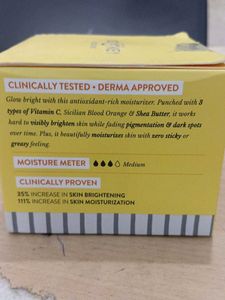 CLINICALLY TESTED • DERMA APPROVED
Glow bright with this antioxidant-rich moisturizer. Punched with 3
types of Vitamin C, Sicilian Blood Orange & Shea Butter, it works
hard to visibly brighten skin while fading pigmentation & dark spots
over time. Plus, it beautifully moisturizes skin with zero sticky or
greasy feeling.
MOISTURE METER Medium
CLINICALLY PROVEN
35% INCREASE IN SKIN BRIGHTENING
111% INCREASE IN SKIN MOISTURIZATION